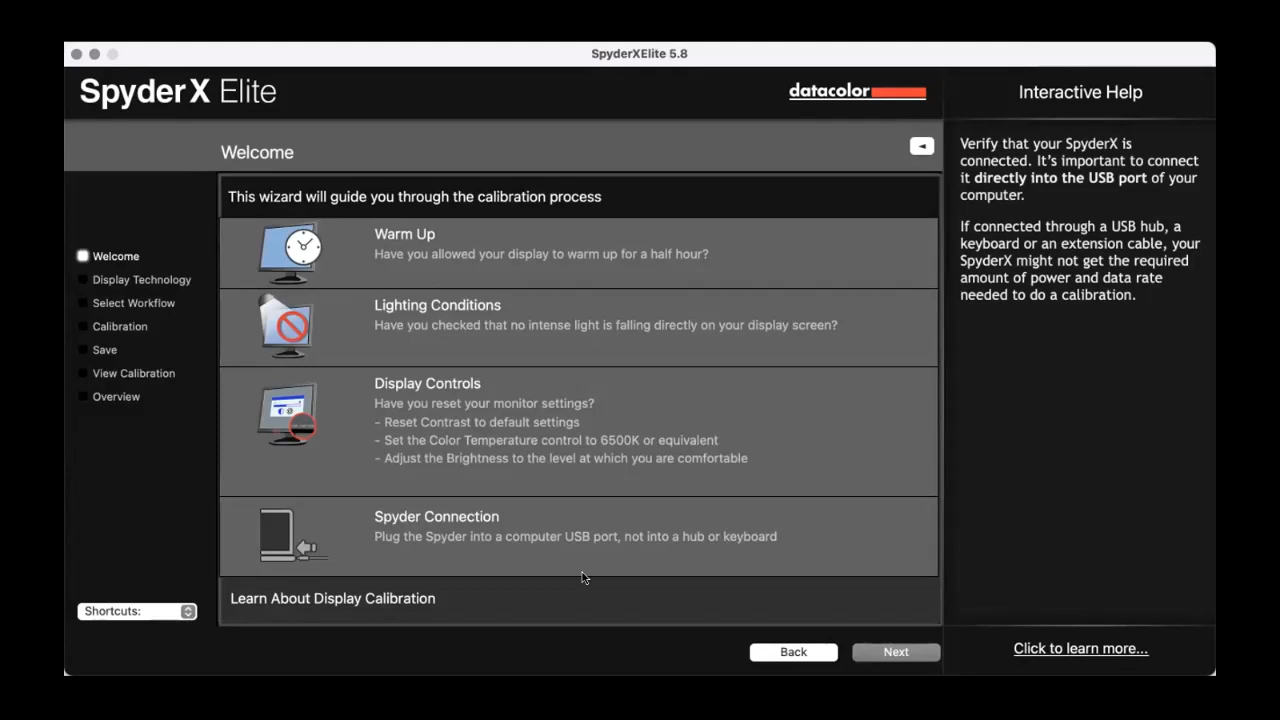 SpyderXElite 5.8
SpyderX Elite
datacolor
Interactive Help
Welcome
This wizard will guide you through the calibration process
Welcome
Display Technology
Select Workflow
Calibration
Save
View Calibration
Overview
Shortcuts:
Warm Up
Have you allowed your display to warm up for a half hour?
Lighting Conditions
Have you checked that no intense light is falling directly on your display screen?
Display Controls
Have you reset your monitor settings?
- Reset Contrast to default settings
- Set the Color Temperature control to 6500K or equivalent
- Adjust the Brightness to the level at which you are comfortable
Spyder Connection
Plug the Spyder into a computer USB port, not into a hub or keyboard
Learn About Display Calibration
Back
Next
Verify that your SpyderX is
connected. It's important to connect
it directly into the USB port of your
computer.
If connected through a USB hub, a
keyboard or an extension cable, your
SpyderX might not get the required
amount of power and data rate
needed to do a calibration.
Click to learn more...